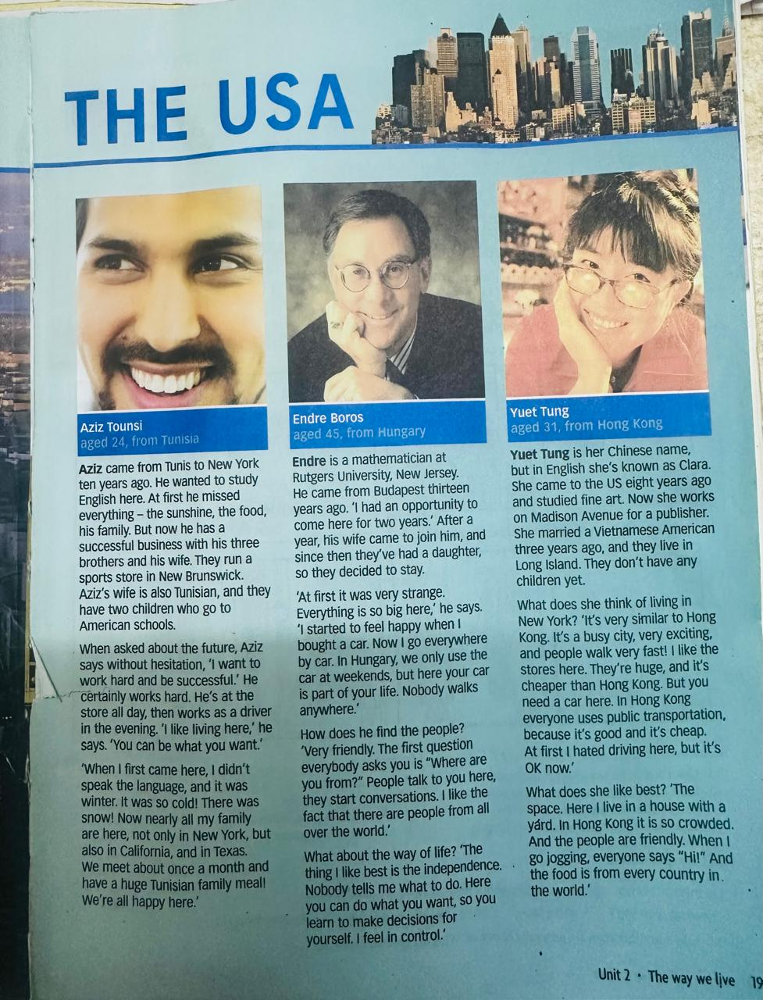 THE USA
Aziz Tounsi
aged 24, from Tunisia
Aziz came from Tunis to New York
ten years ago. He wanted to study
English here. At first he missed
everything – the sunshine, the food,
his family. But now he has a
successful business with his three
brothers and his wife. They run a
sports store in New Brunswick.
Aziz's wife is also Tunisian, and they
have two children who go to
American schools.
When asked about the future, Aziz
says without hesitation, 'I want to
work hard and be successful.' He
certainly works hard. He's at the
store all day, then works as a driver
in the evening. 'I like living here,' he
says. 'You can be what you want.'
'When I first came here, I didn't
speak the language, and it was
winter. It was so cold! There was
snow! Now nearly all my family
are here, not only in New York, but
also in California, and in Texas.
We meet about once a month and
have a huge Tunisian family meal!
We're all happy here.'
Endre Boros
aged 45, from Hungary
Endre is a mathematician at
Rutgers University, New Jersey.
He came from Budapest thirteen
years ago. 'I had an opportunity to
come here for two years.' After a
year, his wife came to join him, and
since then they've had a daughter,
so they decided to stay.
'At first it was very strange.
Everything is so big here,' he says.
'I started to feel happy when I
bought a car. Now I go everywhere
by car. In Hungary, we only use the
car at weekends, but here your car
is part of your life. Nobody walks
anywhere.'
How does he find the people?
'Very friendly. The first question
everybody asks you is "Where are
you from?" People talk to you here,
they start conversations. I like the
fact that there are people from all
over the world.'
What about the way of life? 'The
thing I like best is the independence.
Nobody tells me what to do. Here
you can do what you want, so you
learn to make decisions for
yourself. I feel in control.'
Yuet Tung
aged 31, from Hong Kong
Yuet Tung is her Chinese name,
but in English she's known as Clara.
She came to the US eight years ago
and studied fine art. Now she works
on Madison Avenue for a publisher.
She married a Vietnamese American
three years ago, and they live in
Long Island. They don't have any
children yet.
What does she think of living in
New York? 'It's very similar to Hong
Kong. It's a busy city, very exciting,
and people walk very fast! I like the
stores here. They're huge, and it's
cheaper than Hong Kong. But you
need a car here. In Hong Kong
everyone uses public transportation,
because it's good and it's cheap.
At first I hated driving here, but it's
OK now.'
What does she like best? 'The
space. Here I live in a house with a
yard. In Hong Kong it is so crowded.
And the people are friendly. When I
go jogging, everyone says "Hi!" And
the food is from every country in
the world.'
Unit 2 · The way we live 19